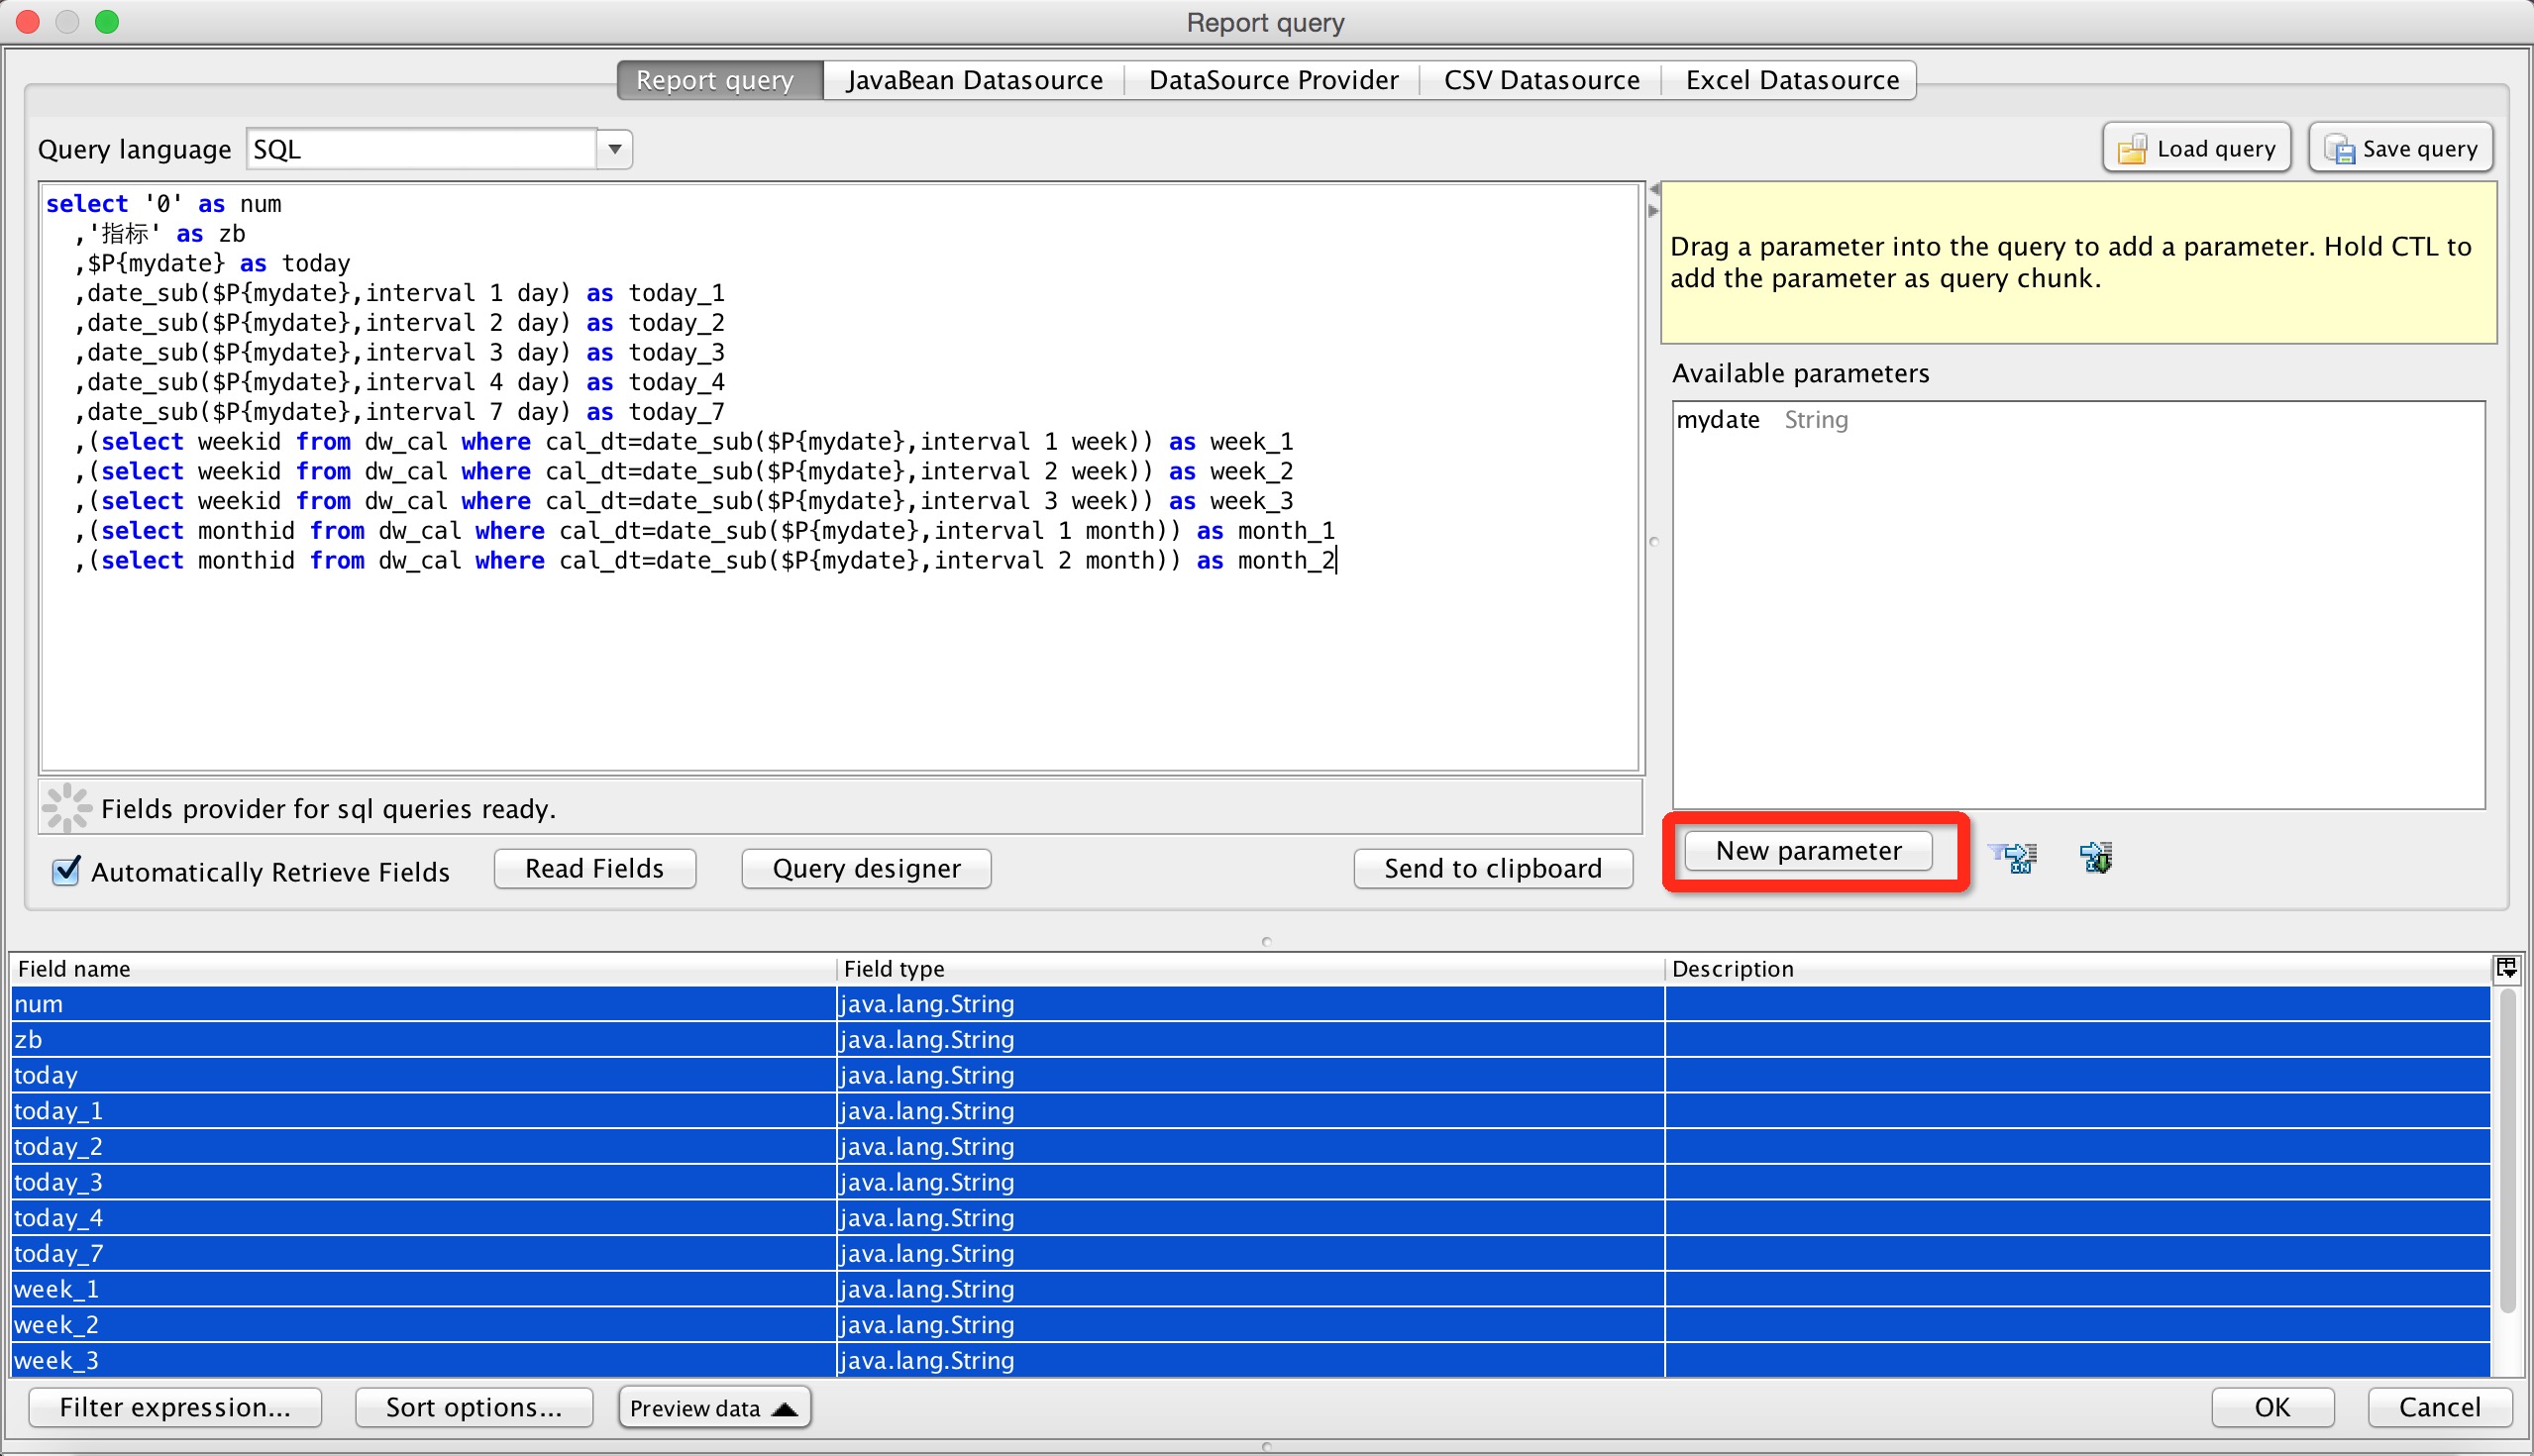 Report query
Report query JavaBean Datasource DataSource Provider CSV Datasource Excel Datasource
Query language SQL
Load query Save query
select '0' as num
,'指标' as zb
,$P{mydate} as today
,date_sub($P{mydate},interval 1 day) as today_1
,date_sub($P{mydate},interval 2 day) as today_2
,date_sub($P{mydate},interval 3 day) as today_3
,date_sub($P{mydate},interval 4 day) as today_4
,date_sub($P{mydate},interval 7 day) as today_7
,(select weekid from dw_cal where cal_dt=date_sub($P{mydate},interval 1 week)) as week_1
,(select weekid from dw_cal where cal_dt=date_sub($P{mydate},interval 2 week)) as week_2
,(select weekid from dw_cal where cal_dt=date_sub($P{mydate},interval 3 week)) as week_3
,(select monthid from dw_cal where cal_dt=date_sub($P{mydate},interval 1 month)) as month_1
,(select monthid from dw_cal where cal_dt=date_sub($P{mydate},interval 2 month)) as month_2
Drag a parameter into the query to add a parameter. Hold CTL to
add the parameter as query chunk.
Available parameters
mydate String
Fields provider for sql queries ready.
Automatically Retrieve Fields Read Fields Query designer Send to clipboard New parameter
Field name Field type Description
num java.lang.String
zb java.lang.String
today java.lang.String
today_1 java.lang.String
today_2 java.lang.String
today_3 java.lang.String
today_4 java.lang.String
today_7 java.lang.String
week_1 java.lang.String
week_2 java.lang.String
week_3 java.lang.String
Filter expression... Sort options... Preview data OK Cancel